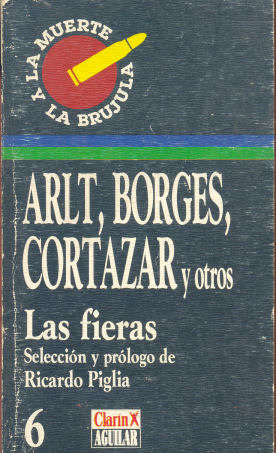 LA MUERTE
Y LA BRUJULA
ARLT, BORGES,
CORTAZAR y otros
Las fieras
Selección y prólogo de
Ricardo Piglia
6
Clarín X
AGUILAR